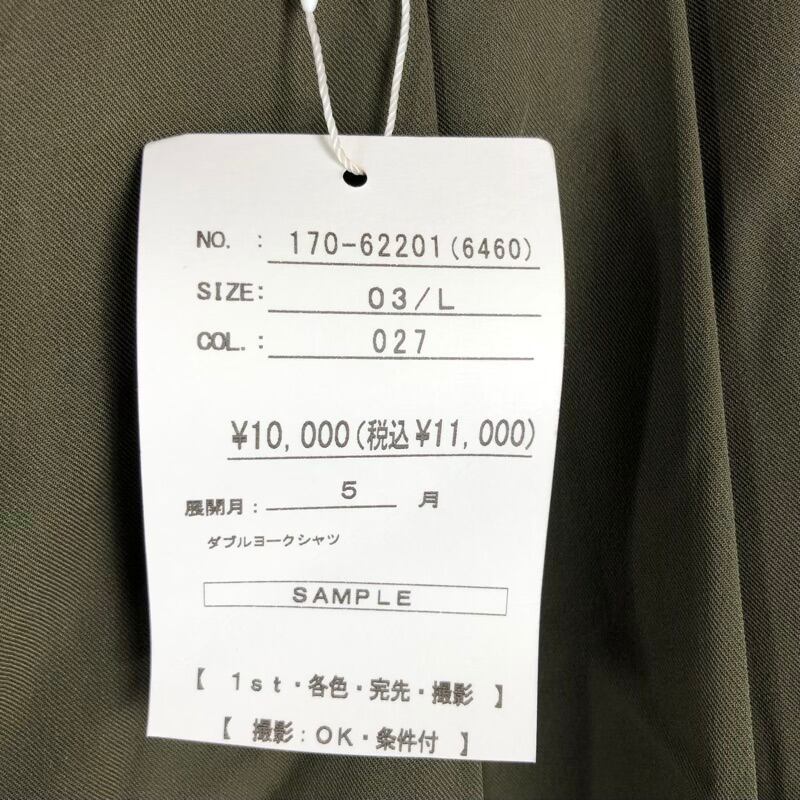 NO. : 170-62201(6460)
SIZE: 03/L
COL.: 027
¥10,000(税込¥11,000)
展開月: 5 月
ダブルヨークシャツ
SAMPLE
【 1st・各色・完先・撮影 】
【 撮影:OK・条件付 】